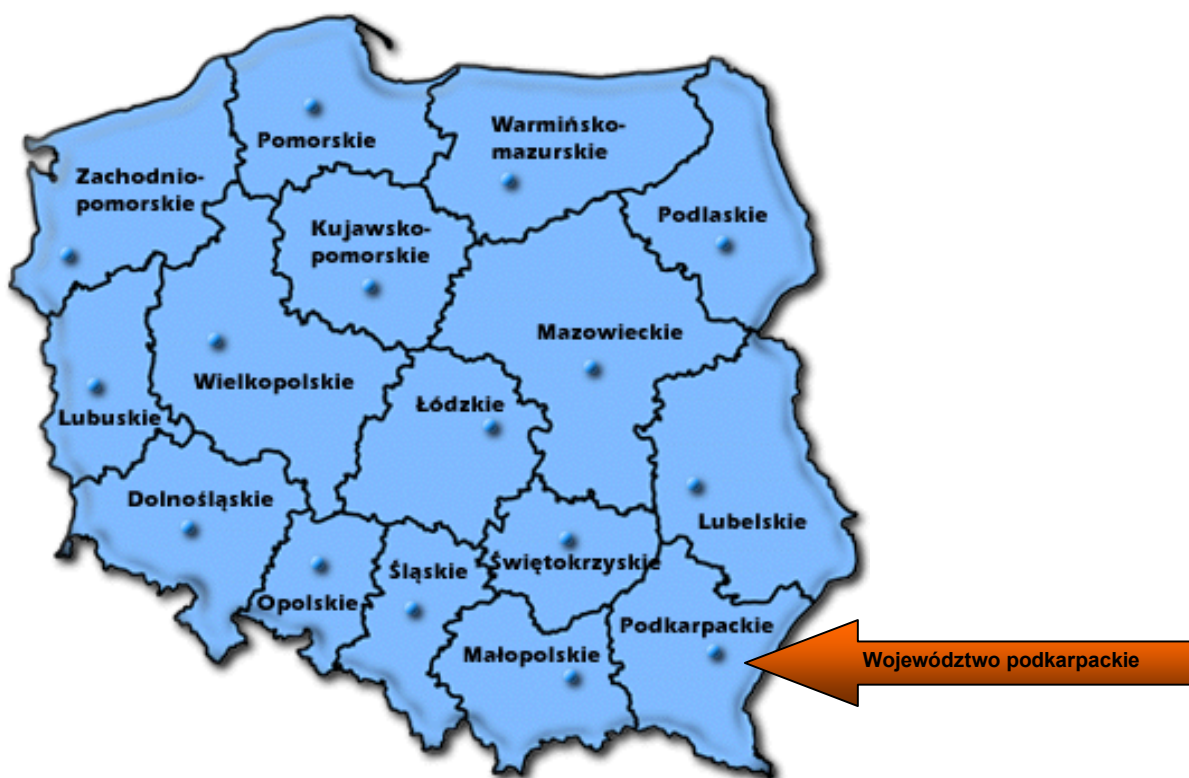 Pomorskie
Warmińsko-
mazurskie
Zachodnio-
pomorskie
Podlaskie
Kujawsko-
pomorskie
Mazowieckie
Wielkopolskie
Łódzkie
Lubuskie
Dolnośląskie
Lubelskie
Świętokrzyskie
Śląskie
Opolskie
Podkarpackie
Małopolskie
Województwo podkarpackie